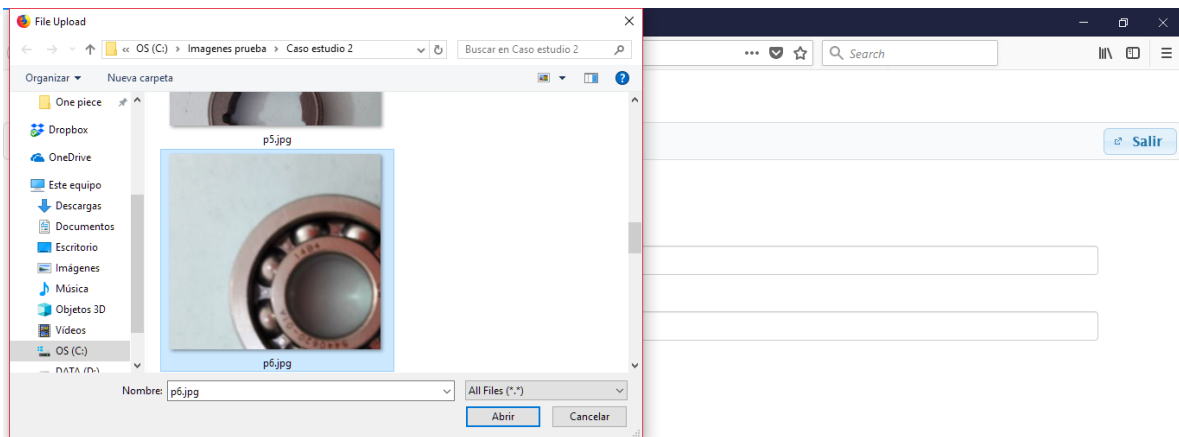 File Upload
« OS (C:) › Imagenes prueba › Caso estudio 2
Buscar en Caso estudio 2
Search
Organizar
Nueva carpeta
One piece
Dropbox
OneDrive
Este equipo
Descargas
Documentos
Escritorio
Imágenes
Música
Objetos 3D
Vídeos
OS (C:)
DATA (D:)
p5.jpg
p6.jpg
Salir
Nombre: p6.jpg
All Files (*.*)
Abrir
Cancelar